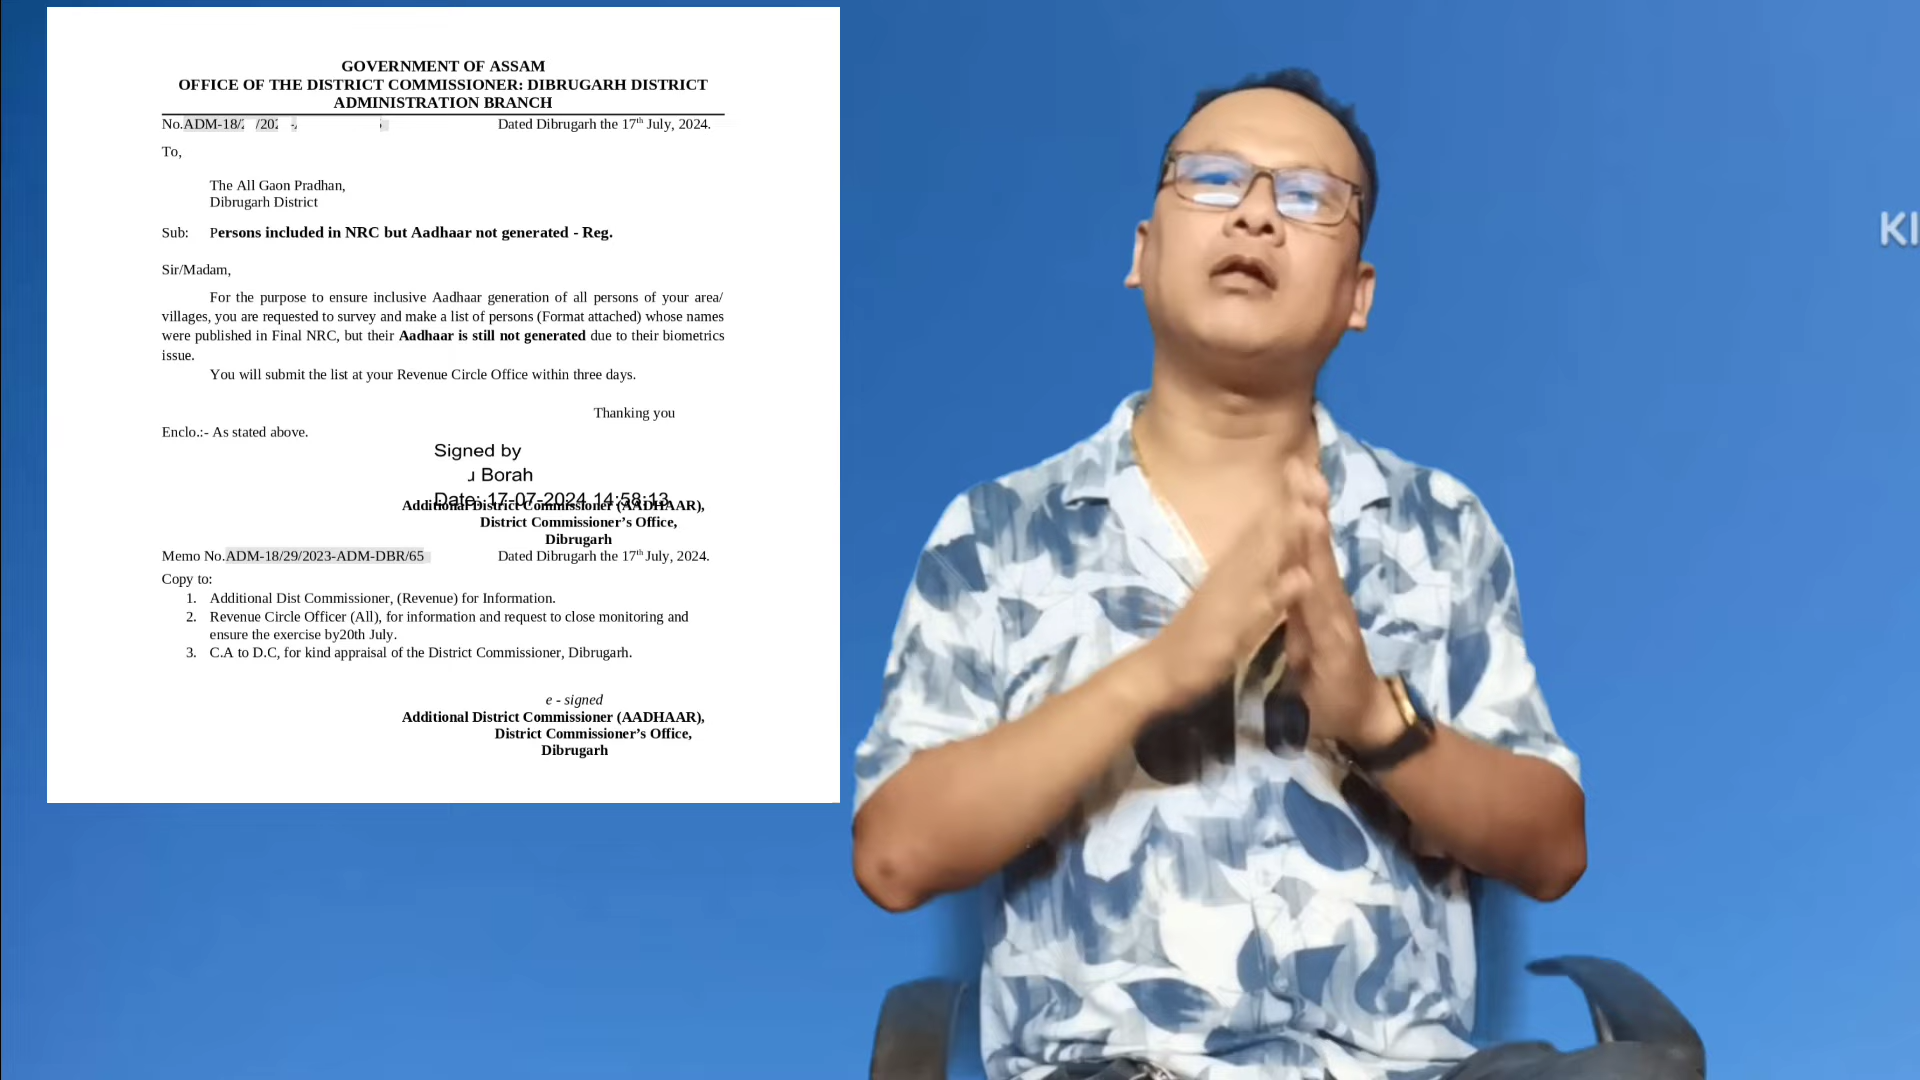 GOVERNMENT OF ASSAM
OFFICE OF THE DISTRICT COMMISSIONER: DIBRUGARH DISTRICT
ADMINISTRATION BRANCH
No.ADM-18/ /202 Dated Dibrugarh the 17th July, 2024.
To,
The All Gaon Pradhan,
Dibrugarh District
Sub: Persons included in NRC but Aadhaar not generated - Reg.
Sir/Madam,
For the purpose to ensure inclusive Aadhaar generation of all persons of your area/
villages, you are requested to survey and make a list of persons (Format attached) whose names
were published in Final NRC, but their Aadhaar is still not generated due to their biometrics
issue.
You will submit the list at your Revenue Circle Office within three days.
Thanking you
Enclo.:- As stated above.
Signed by
Borah
Date: 17-07-2024 14:58:13
Additional District Commissioner (AADHAAR),
District Commissioner’s Office,
Dibrugarh
Memo No.ADM-18/29/2023-ADM-DBR/65 Dated Dibrugarh the 17th July, 2024.
Copy to:
1. Additional Dist Commissioner, (Revenue) for Information.
2. Revenue Circle Officer (All), for information and request to close monitoring and
ensure the exercise by20th July.
3. C.A to D.C, for kind appraisal of the District Commissioner, Dibrugarh.
e - signed
Additional District Commissioner (AADHAAR),
District Commissioner’s Office,
Dibrugarh